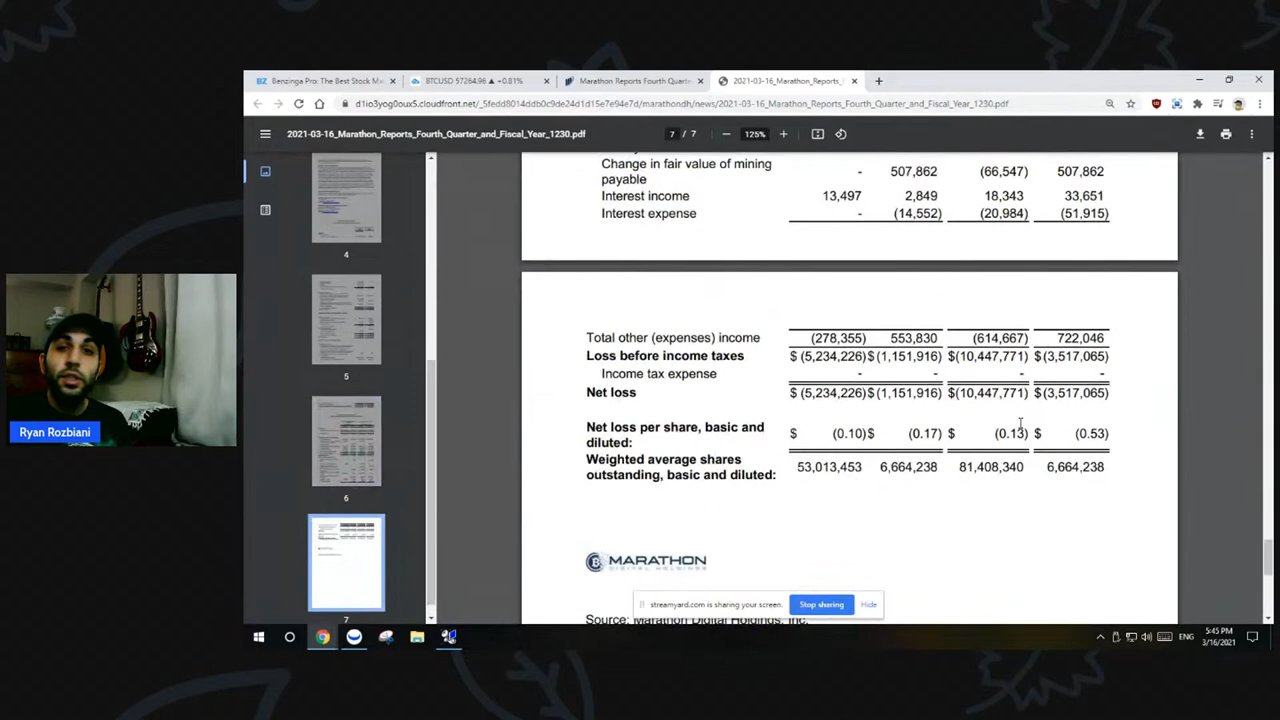 Benzinga Pro: The Best Stock Ma
BTCUSD 57264.96 ▲ +0.81%
Marathon Reports Fourth Quarte
2021-03-16_Marathon_Reports_
d1io3yog0oux5.cloudfront.net/_5fedd8014ddb0c9de24d1d15e7e94e7d/marathondh/news/2021-03-16_Marathon_Reports_Fourth_Quarter_and_Fiscal_Year_1230.pdf
2021-03-16_Marathon_Reports_Fourth_Quarter_and_Fiscal_Year_1230.pdf
7 / 7
125%
4
5
6
7
Change in fair value of mining
payable - 507,862 (66,547) 507,862
Interest income 13,497 2,849 18,343 33,651
Interest expense - (14,552) (20,984) (51,915)
Total other (expenses) income (278,355) 553,830 (614,667) 722,046
Loss before income taxes $ (5,234,226) $ (1,151,916) $(10,447,771) $ (3,517,065)
Income tax expense - - - -
Net loss $ (5,234,226) $ (1,151,916) $(10,447,771) $ (3,517,065)
Net loss per share, basic and
diluted: $ (0.10) $ (0.17) $ (0.13) $ (0.53)
Weighted average shares
outstanding, basic and diluted: 53,013,453 6,664,238 81,408,340 6,664,238
MARATHON
DIGITAL HOLDINGS
Source: Marathon Digital Holdings, Inc.
streamyard.com is sharing your screen.
Stop sharing
Hide
Ryan Rozbiani
ENG
5:45 PM
3/16/2021